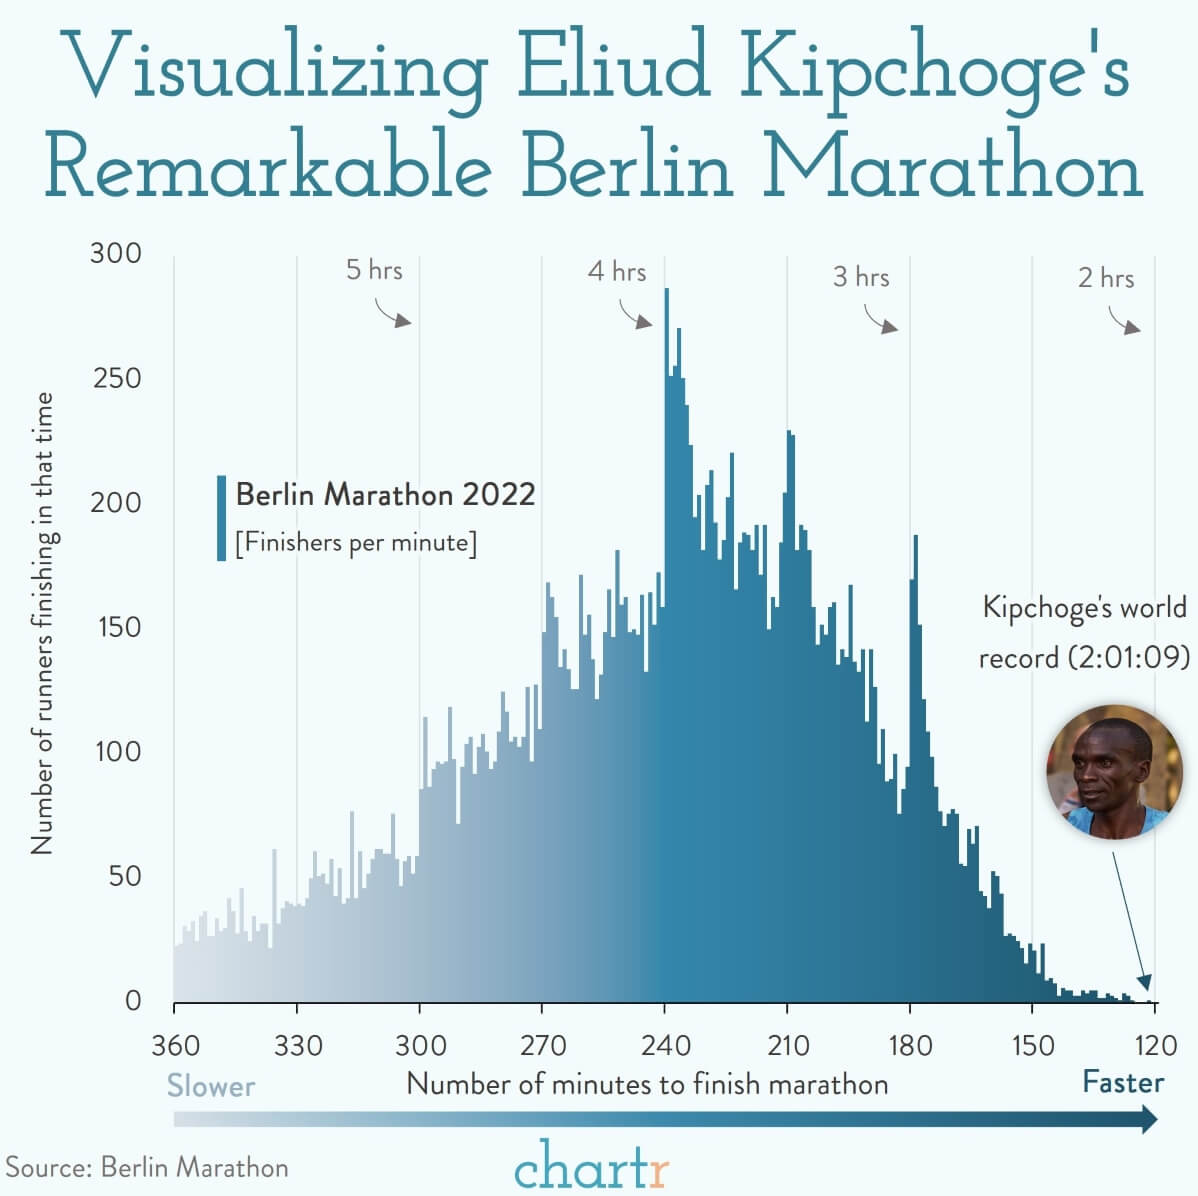 Visualizing Eliud Kipchoge's
Remarkable Berlin Marathon
Number of runners finishing in that time
300
250
200
150
100
50
0
5 hrs
4 hrs
3 hrs
2 hrs
Berlin Marathon 2022
[Finishers per minute]
Kipchoge's world
record (2:01:09)
360 330 300 270 240 210 180 150 120
Slower Number of minutes to finish marathon Faster
Source: Berlin Marathon
chartr